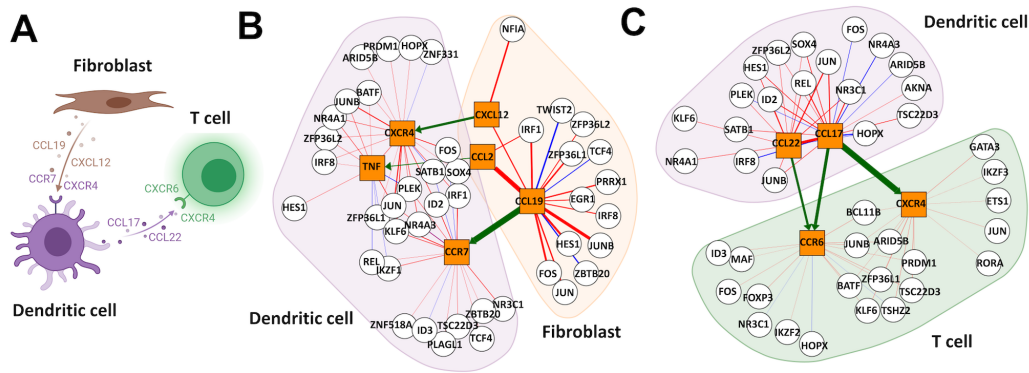 A
Fibroblast
T cell
CCL19
CXCL12
CCR7
CXCR4
CXCR6
CXCR4
CCL17
CCL22
Dendritic cell
B
NFIA
PRDM1
HOPX
ARID5B
ZNF331
BATF
JUNB
NR4A1
ZFP36L2
IRF8
CXCR4
CXCL12
TWIST2
ZFP36L2
IRF1
TNF
CCL2
FOS
SATB1
SOX4
ZFP36L1
TCF4
PLEK
IRF1
ID2
JUN
CCL19
PRRX1
EGR1
IRF8
HES1
ZFP36L1
KLF6
NR4A3
CCR7
HES1
JUNB
REL
IKZF1
ZBTB20
FOS
JUN
NR3C1
ZBTB20
ZNF518A
ID3
TSC22D3
TCF4
PLAGL1
Dendritic cell
Fibroblast
C
Dendritic cell
FOS
SOX4
ZFP36L2
NR4A3
JUN
HES1
ARID5B
REL
NR3C1
AKNA
PLEK
ID2
TSC22D3
KLF6
SATB1
CCL17
HOPX
CCL22
NR4A1
IRF8
JUNB
GATA3
IKZF3
CXCR4
ETS1
BCL11B
JUN
CCR6
JUNB
ARID5B
RORA
ID3
MAF
PRDM1
ZFP36L1
BATF
TSC22D3
FOS
FOXP3
KLF6
TSHZ2
NR3C1
IKZF2
HOPX
T cell